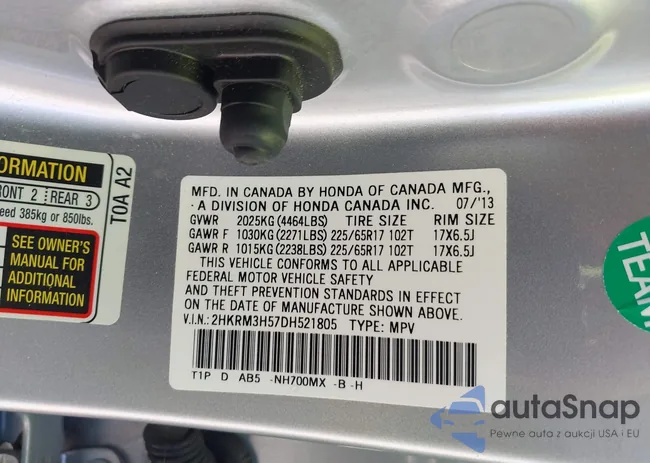 ORMATION
RONT 2 REAR 3
eed 385kg or 850lbs.
SEE OWNER'S
MANUAL FOR
ADDITIONAL
INFORMATION
TOA A2
MFD. IN CANADA BY HONDA OF CANADA MFG.,
A DIVISION OF HONDA CANADA INC. 07/'13
GVWR 2025KG (4464LBS) TIRE SIZE RIM SIZE
GAWR F 1030KG (2271LBS) 225/65R17 102T 17X6.5J
GAWR R 1015KG (2238LBS) 225/65R17 102T 17X6.5J
THIS VEHICLE CONFORMS TO ALL APPLICABLE
FEDERAL MOTOR VEHICLE SAFETY
AND THEFT PREVENTION STANDARDS IN EFFECT
ON THE DATE OF MANUFACTURE SHOWN ABOVE.
V.I.N.: 2HKRM3H57DH521805 TYPE: MPV
T1P D AB5 -NH700MX -B -H
TEAM
autaSnap
Pewne auta z aukcji USA i EU